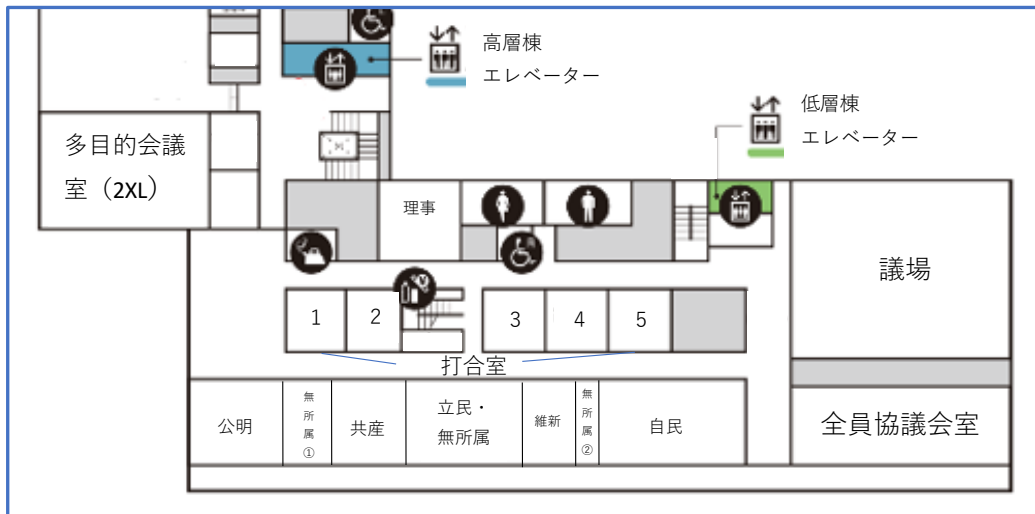 高層棟
エレベーター
低層棟
エレベーター
多目的会議
室（2XL）
理事
議場
1
2
3
4
5
打合室
公明
無所属①
共産
立民・
無所属
維新
無所属②
自民
全員協議会室